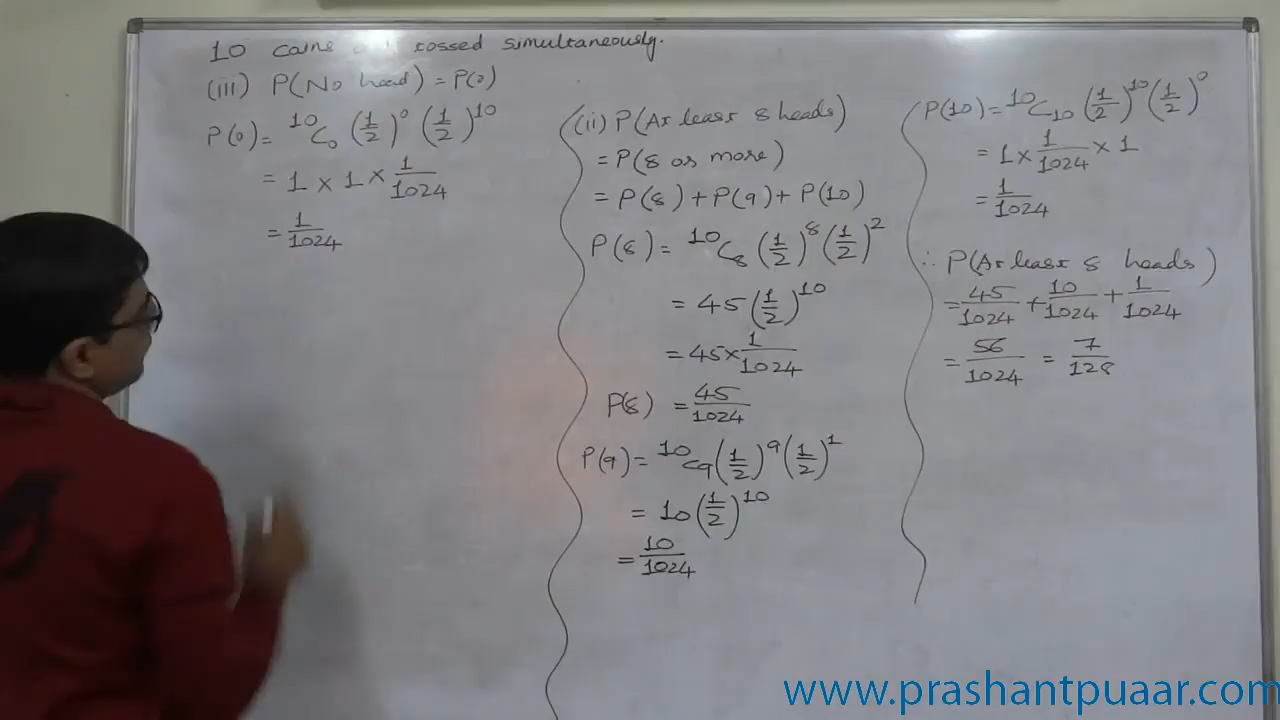 10 coins tossed simultaneously.
(iii) P(No head) = P(0)
P(0) = ¹⁰C₀ (1/2)⁰ (1/2)¹⁰
= 1 × 1 × 1/1024
= 1/1024
(ii) P(At least 8 heads)
= P(8 or more)
= P(8) + P(9) + P(10)
P(8) = ¹⁰C₈ (1/2)⁸ (1/2)²
= 45 (1/2)¹⁰
= 45 × 1/1024
P(8) = 45/1024
P(9) = ¹⁰C₉ (1/2)⁹ (1/2)¹
= 10 (1/2)¹⁰
= 10/1024
P(10) = ¹⁰C₁₀ (1/2)¹⁰ (1/2)⁰
= 1 × 1/1024 × 1
= 1/1024
∴ P(At least 8 heads)
= 45/1024 + 10/1024 + 1/1024
= 56/1024 = 7/128
www.prashantpuaar.com